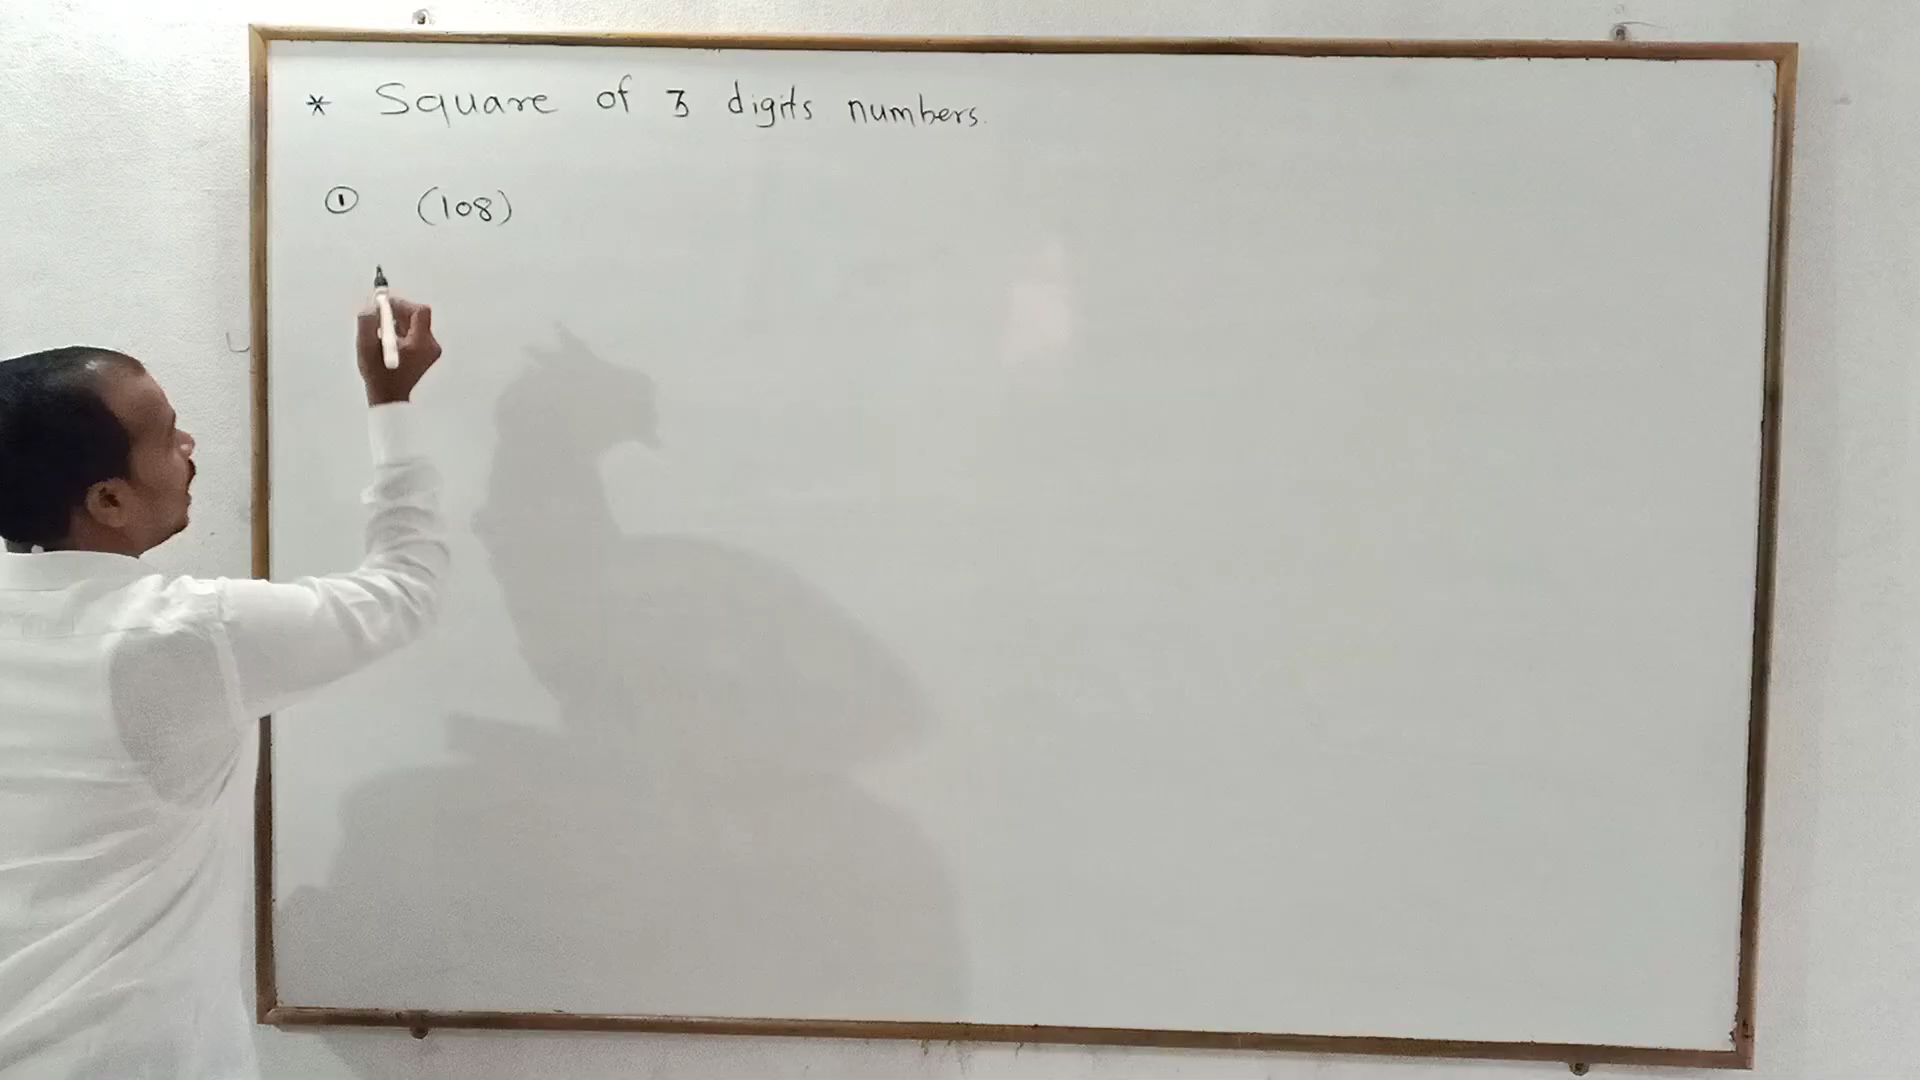 * Square of 3 digits numbers.
① (108)